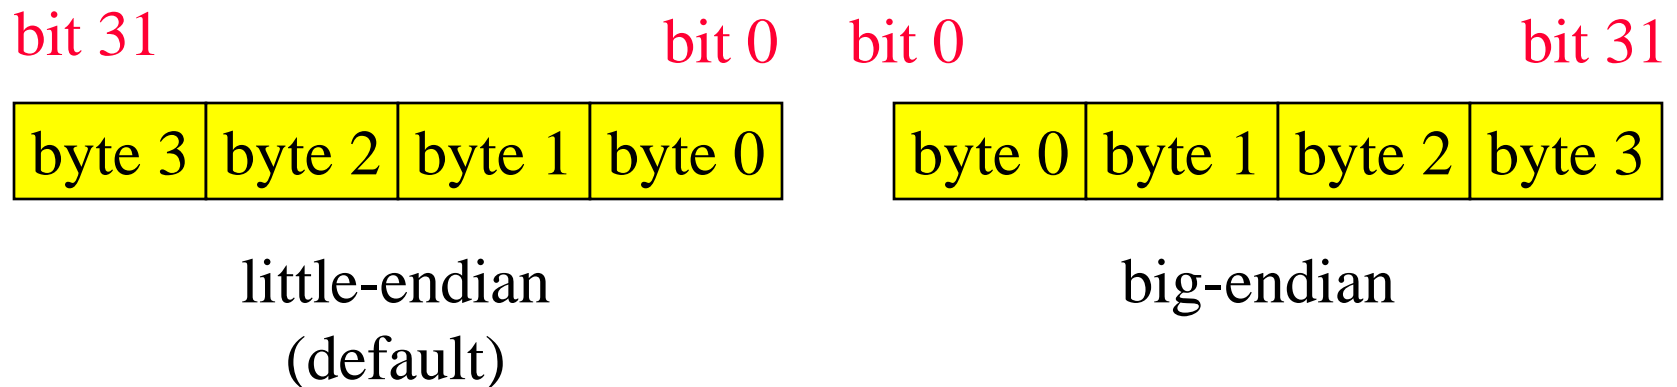 bit 31 bit 0 bit 0 bit 31
byte 3 byte 2 byte 1 byte 0 byte 0 byte 1 byte 2 byte 3
little-endian big-endian
(default)